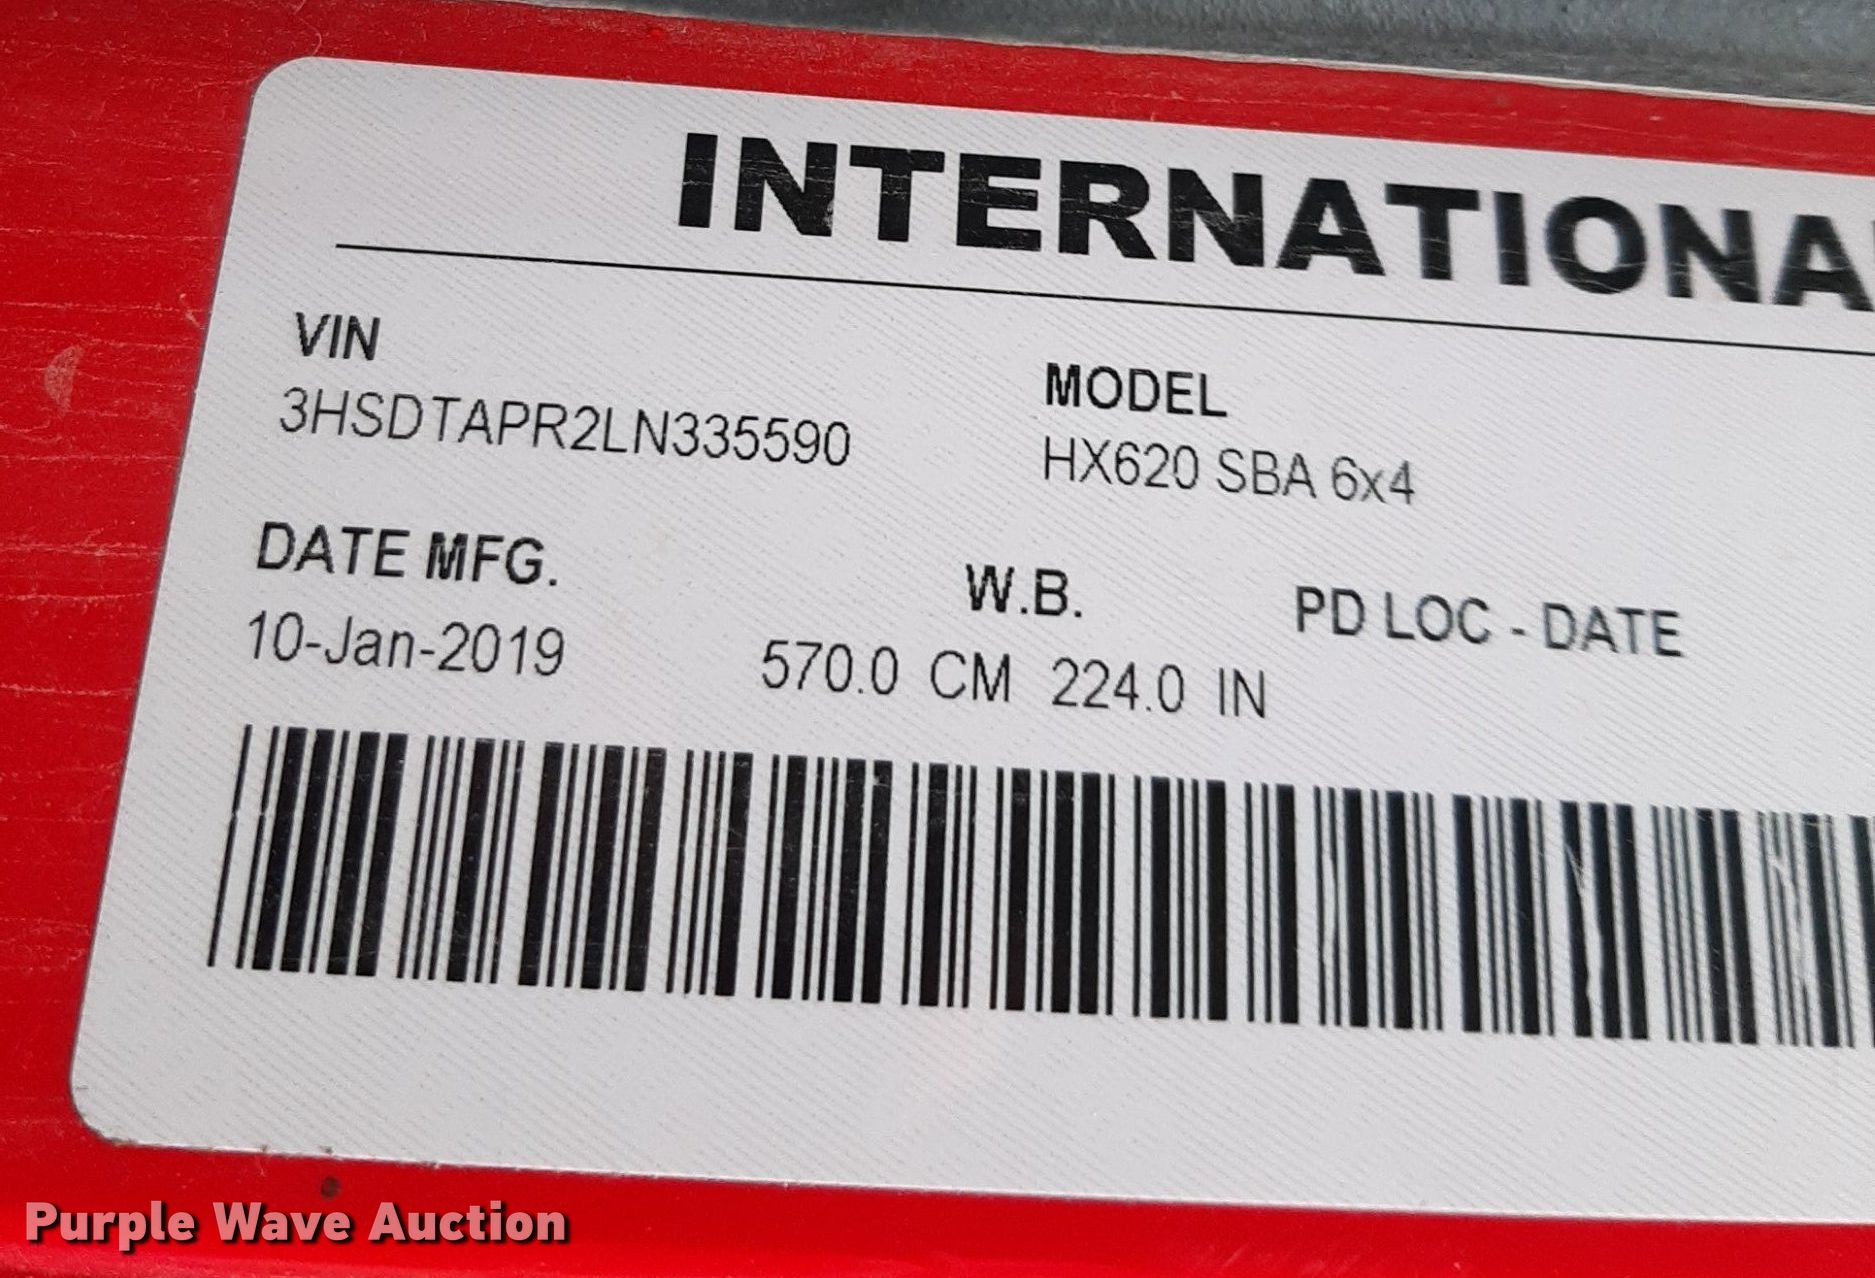 INTERNATIONA
VIN
3HSDTAPR2LN335590
MODEL
HX620 SBA 6x4
DATE MFG.
10-Jan-2019
W.B.
570.0 CM 224.0 IN
PD LOC - DATE
Purple Wave Auction